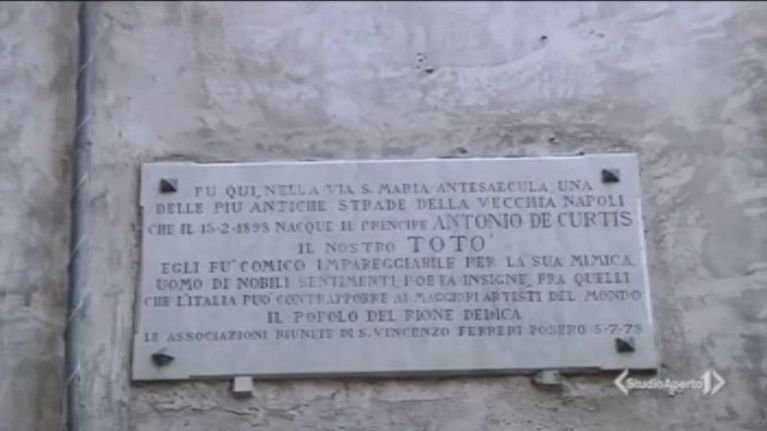 FU QUI, NELLA VIA S. MARIA ANTESAECULA, UNA
DELLE PIU ANTICHE STRADE DELLA VECCHIA NAPOLI
CHE IL 15-2-1898 NACQUE IL PRINCIPE ANTONIO DE CURTIS
IL NOSTRO TOTO'
EGLI FU' COMICO IMPAREGGIABILE PER LA SUA MIMICA,
UOMO DI NOBILI SENTIMENTI, POETA INSIGNE, FRA QUELLI
CHE L'ITALIA PUO' CONTRAPPORRE AI MAGGIORI ARTISTI DEL MONDO
IL POPOLO DEL RIONE DEDICA
LE ASSOCIAZIONI RIUNITE DI S. VINCENZO FERRERI POSERO 5-7-78
StudioAperto1